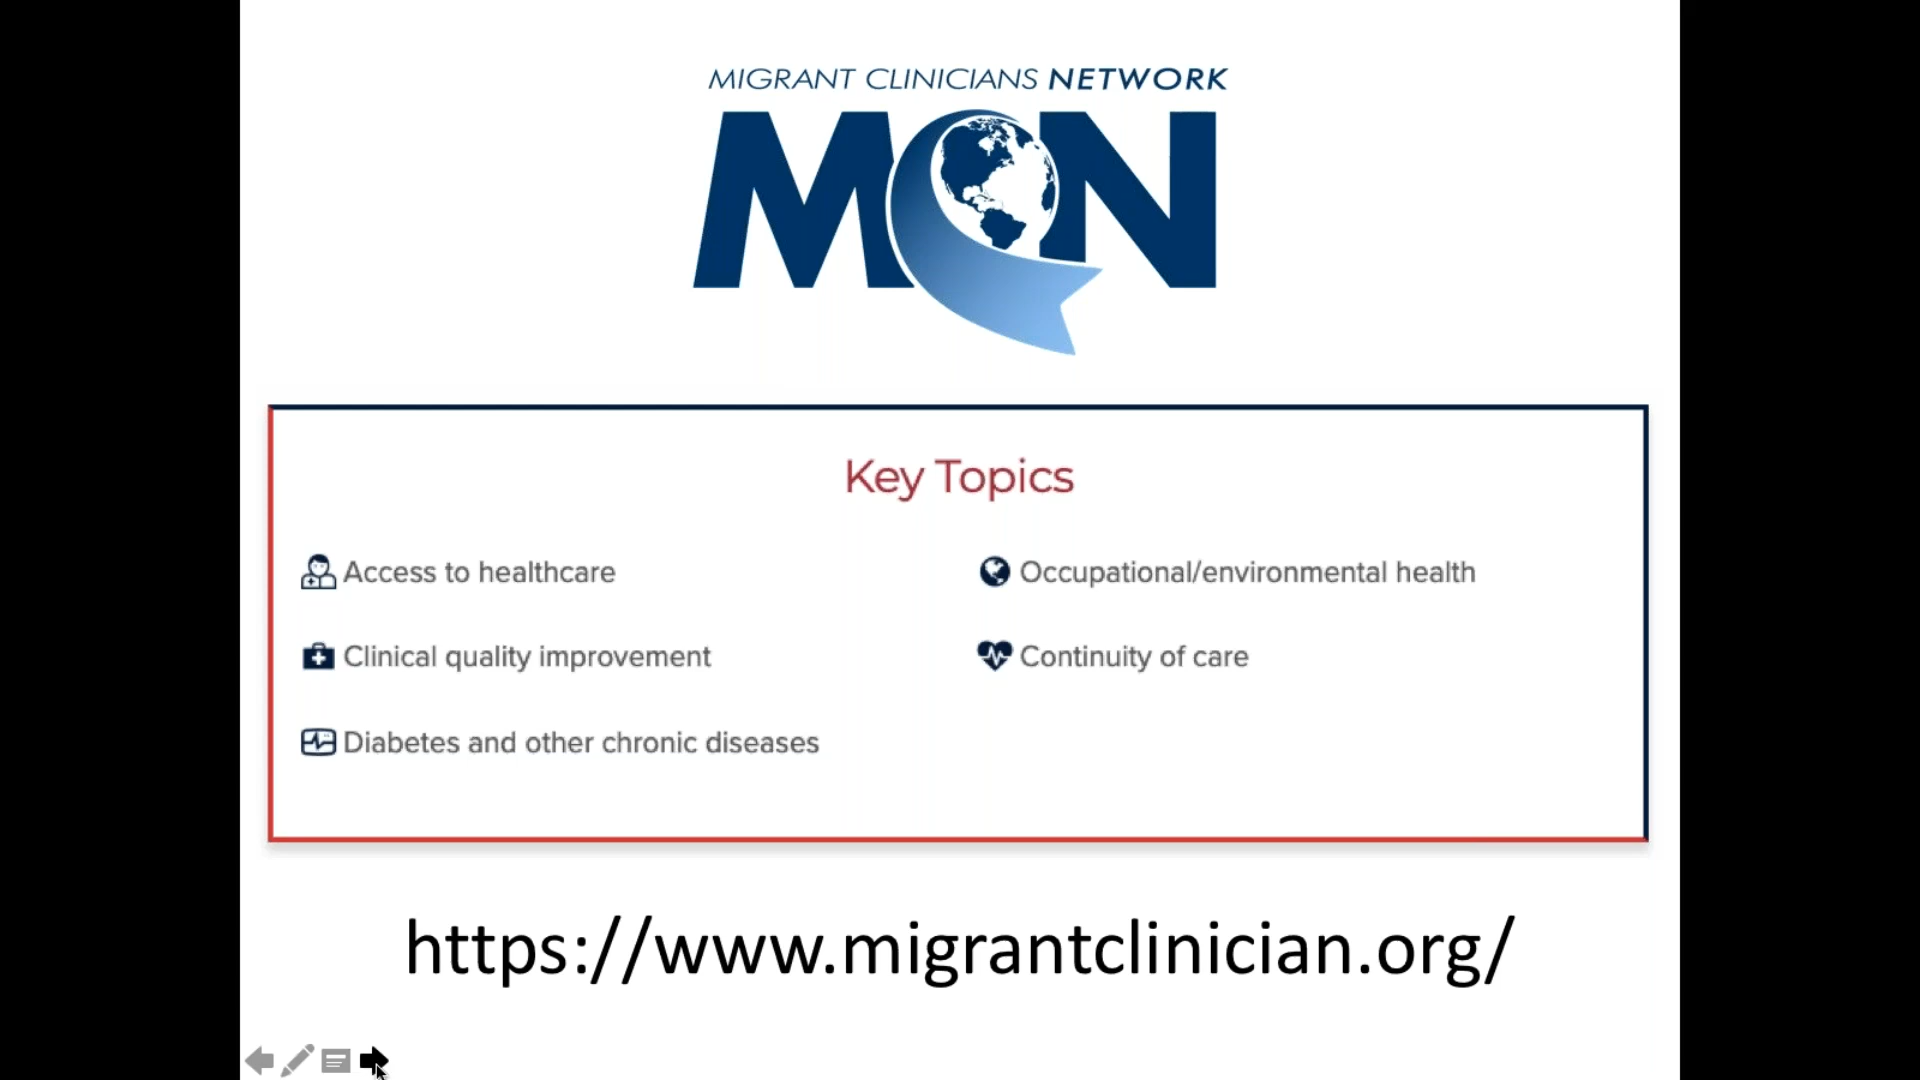 MIGRANT CLINICIANS NETWORK
MCN
Key Topics
Access to healthcare
Occupational/environmental health
Clinical quality improvement
Continuity of care
Diabetes and other chronic diseases
https://www.migrantclinician.org/